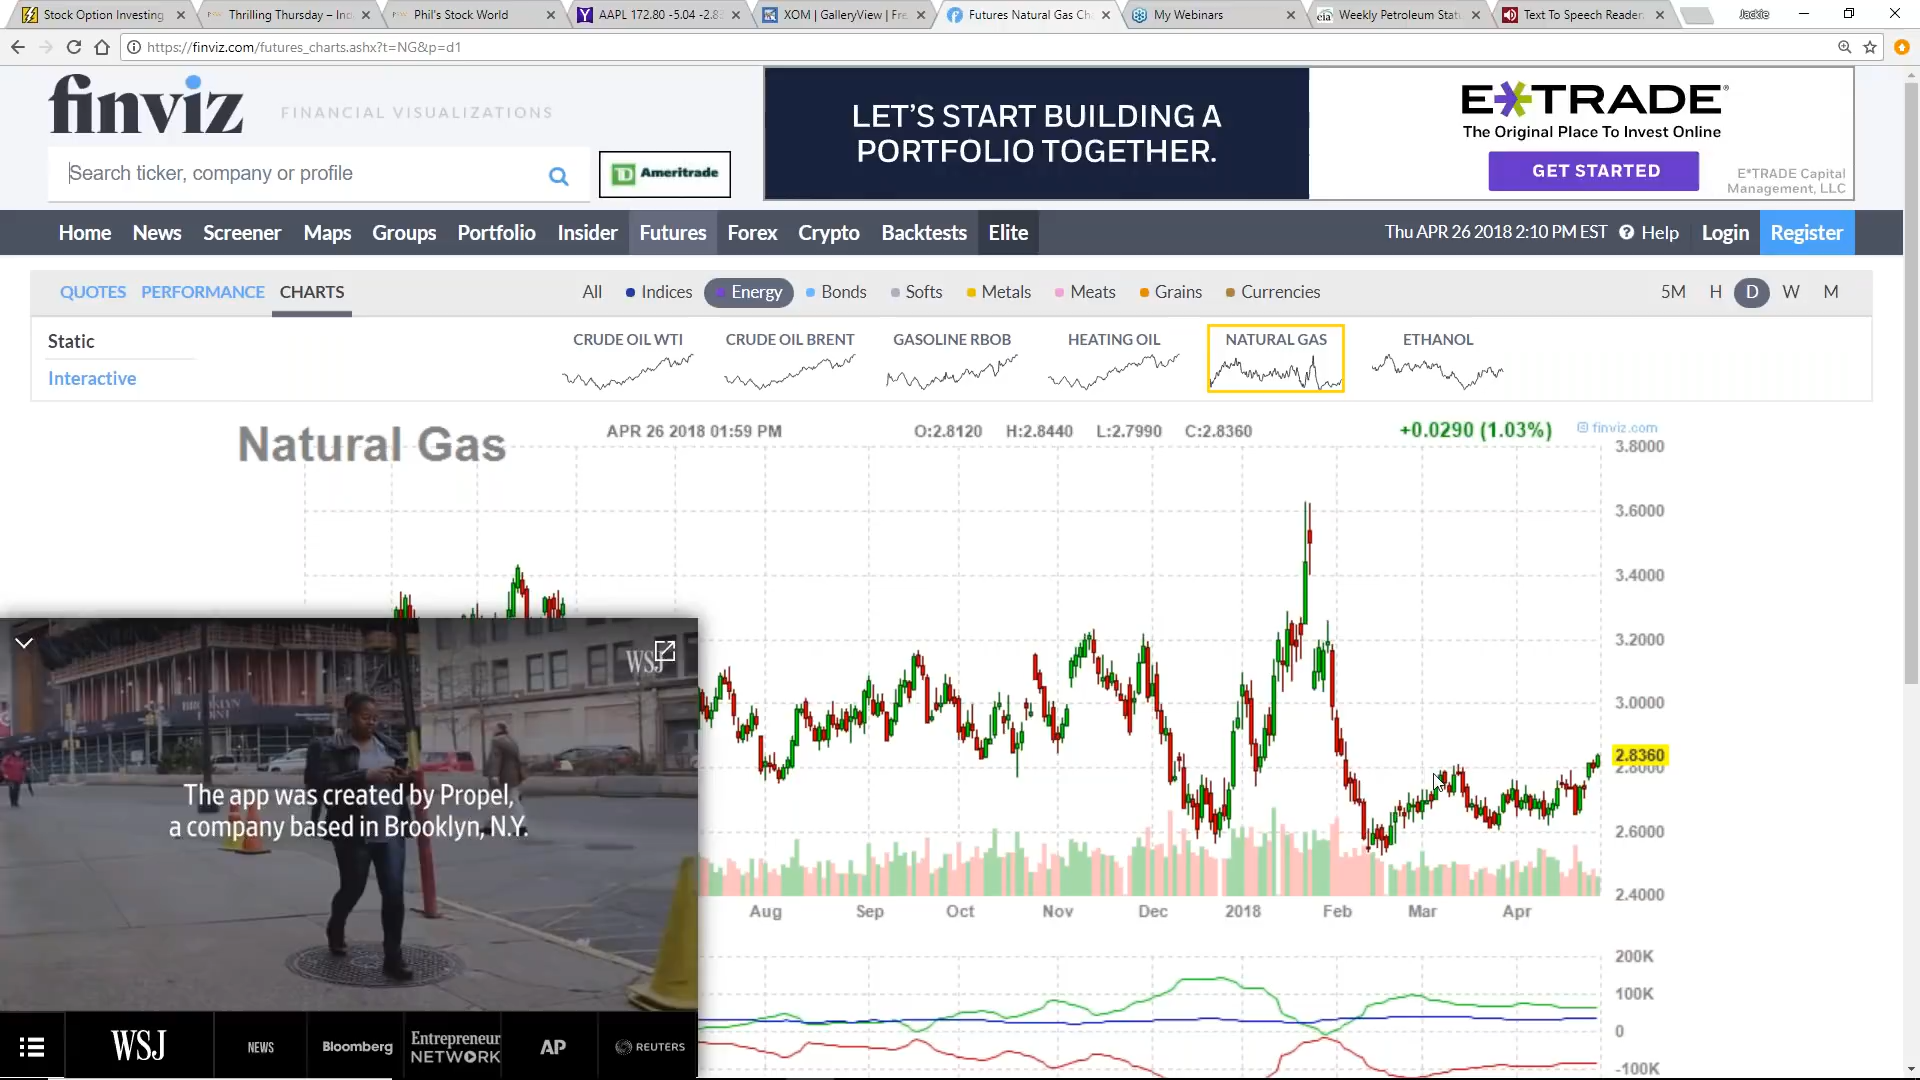 Stock Option Investing
Thrilling Thursday – In
Phil's Stock World
AAPL 172.80 -5.04 -2.8
XOM | GalleryView | Fre
Futures Natural Gas Ch
My Webinars
Weekly Petroleum Stat
Text To Speech Reader
Jackie
https://finviz.com/futures_charts.ashx?t=NG&p=d1
finviz
FINANCIAL VISUALIZATIONS
Search ticker, company or profile
TD Ameritrade
LET'S START BUILDING A
PORTFOLIO TOGETHER.
E*TRADE
The Original Place To Invest Online
GET STARTED
E*TRADE Capital
Management, LLC
Home News Screener Maps Groups Portfolio Insider Futures Forex Crypto Backtests Elite
Thu APR 26 2018 2:10 PM EST ? Help Login Register
QUOTES PERFORMANCE CHARTS
All Indices Energy Bonds Softs Metals Meats Grains Currencies
5M H D W M
Static
Interactive
CRUDE OIL WTI CRUDE OIL BRENT GASOLINE RBOB HEATING OIL NATURAL GAS ETHANOL
Natural Gas
APR 26 2018 01:59 PM O:2.8120 H:2.8440 L:2.7990 C:2.8360
+0.0290 (1.03%)
© finviz.com
3.8000
3.6000
3.4000
3.2000
3.0000
2.8360
2.8000
2.6000
2.4000
Aug Sep Oct Nov Dec 2018 Feb Mar Apr
200K
100K
0
-100K
WSJ
BROOKLYN
POINT
The app was created by Propel,
a company based in Brooklyn, N.Y.
WSJ NEWS Bloomberg Entrepreneur NETWORK AP REUTERS